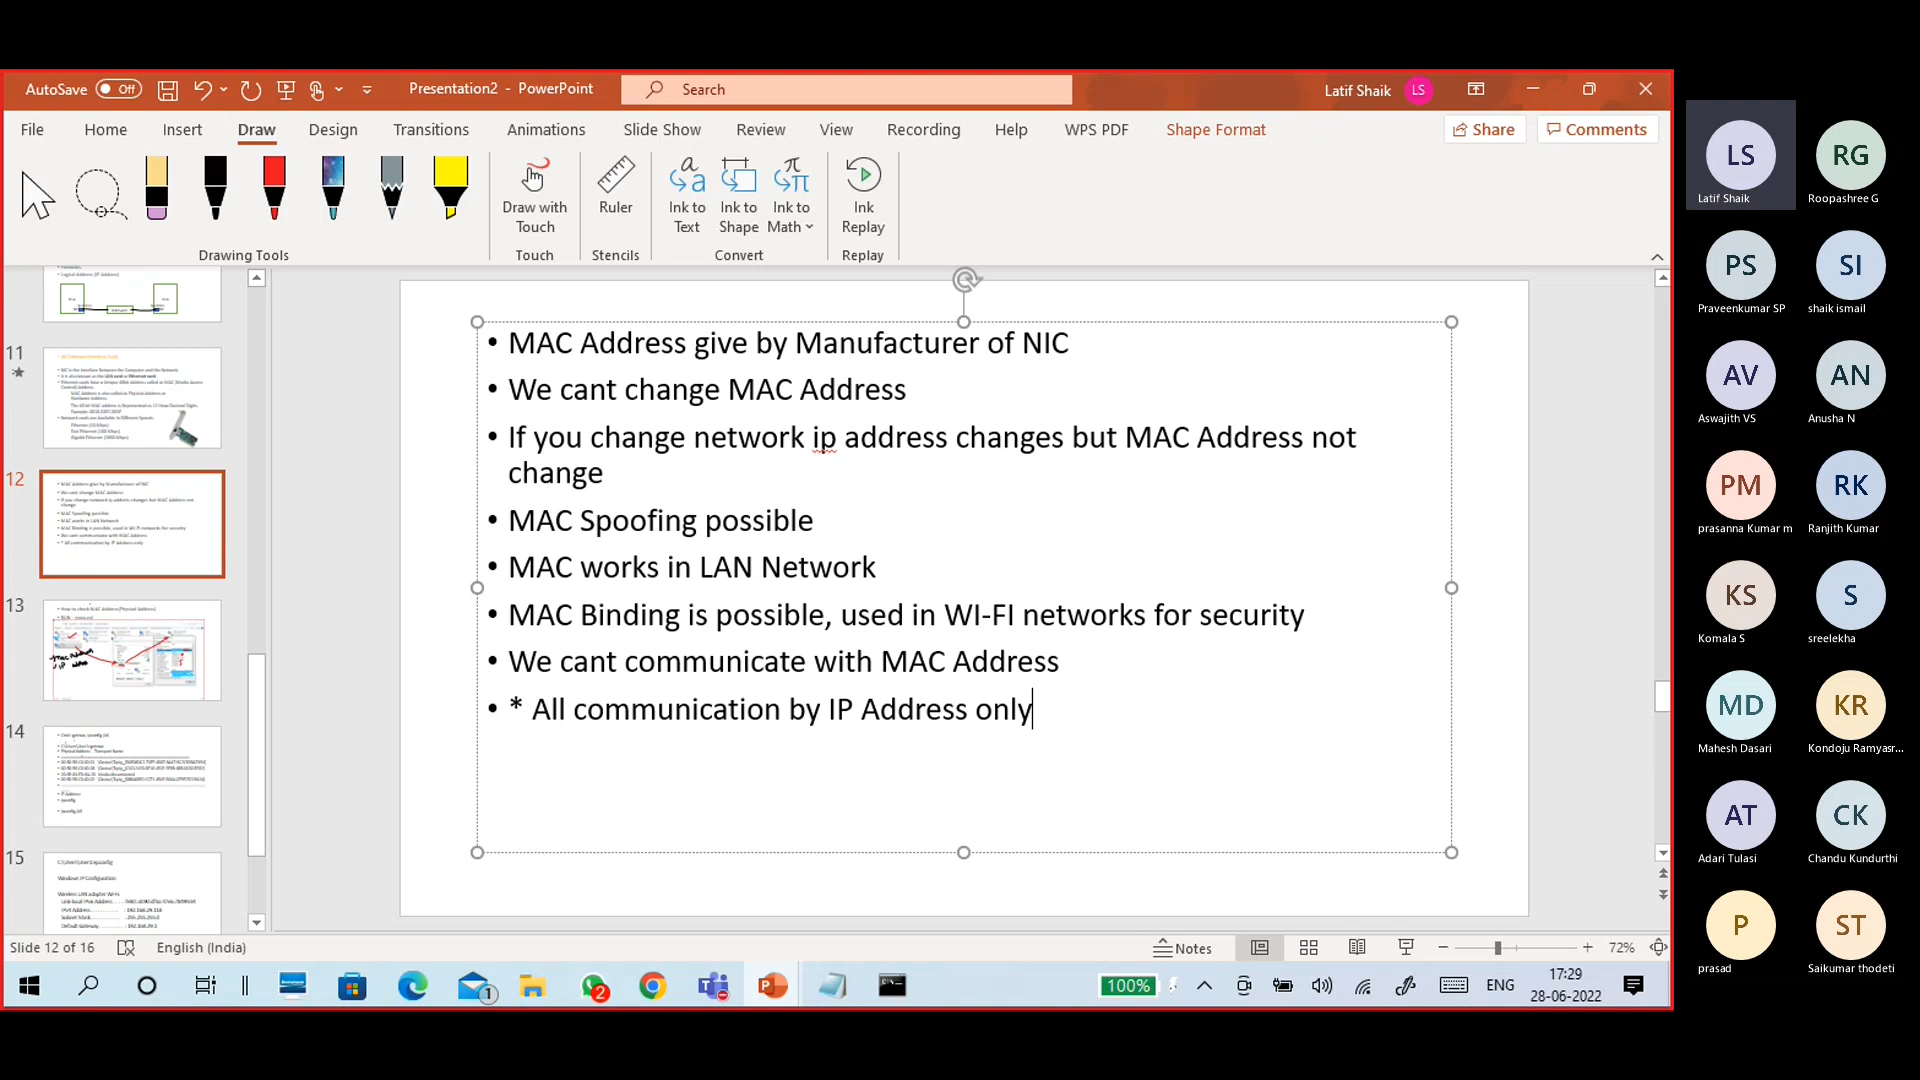 AutoSave Off Presentation2 - PowerPoint Search Latif Shaik LS
File Home Insert Draw Design Transitions Animations Slide Show Review View Recording Help WPS PDF Shape Format Share Comments
Draw with Touch
Ruler
Ink to Text
Ink to Shape
Ink to Math
Ink Replay
Drawing Tools Touch Stencils Convert Replay
• MAC Address give by Manufacturer of NIC
• We cant change MAC Address
• If you change network ip address changes but MAC Address not
change
• MAC Spoofing possible
• MAC works in LAN Network
• MAC Binding is possible, used in WI-FI networks for security
• We cant communicate with MAC Address
• * All communication by IP Address only
11
12
13
14
15
Slide 12 of 16 English (India) Notes 72%
1 2 100% ENG 17:29
28-06-2022
LS RG
Latif Shaik Roopashree G
PS SI
Praveenkumar SP shaik ismail
AV AN
Aswajith VS Anusha N
PM RK
prasanna Kumar m Ranjith Kumar
KS S
Komala S sreelekha
MD KR
Mahesh Dasari Kondoju Ramyasr...
AT CK
Adari Tulasi Chandu Kundurthi
P ST
prasad Saikumar thodeti